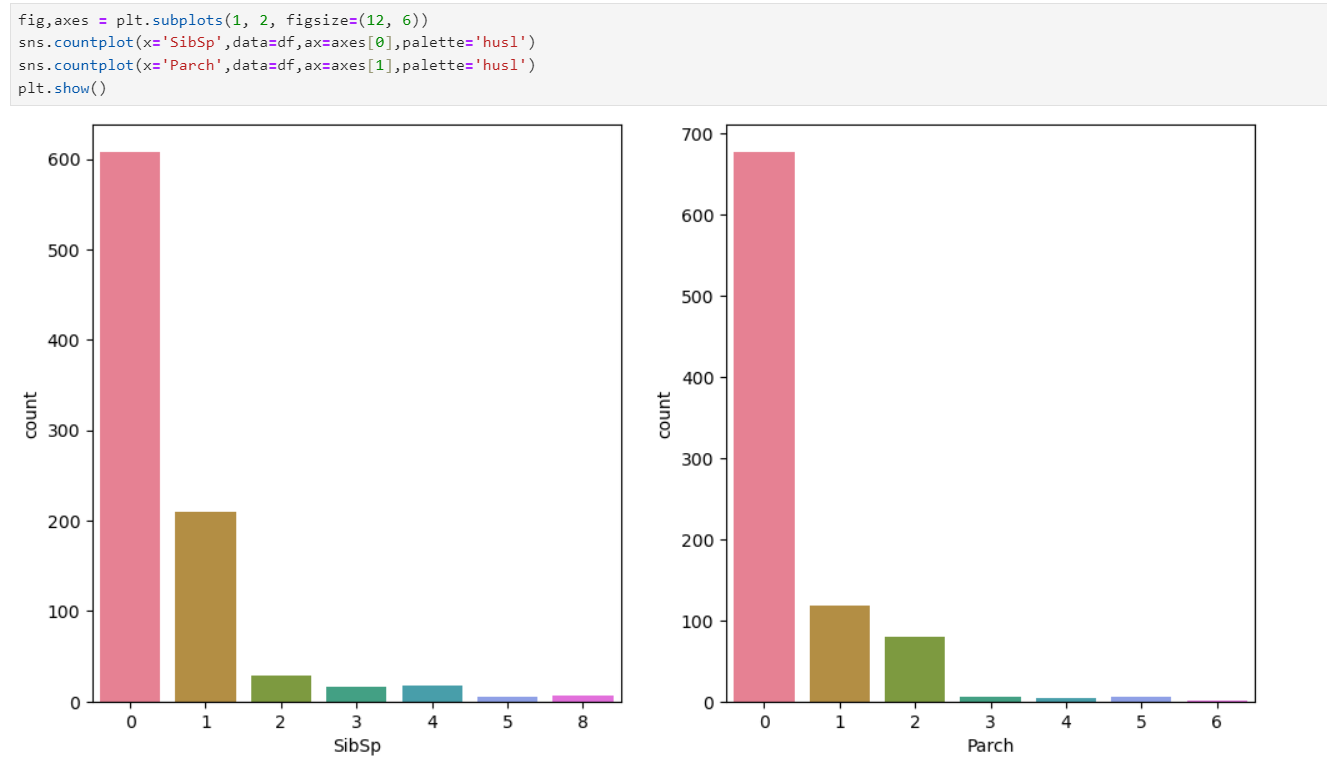 fig,axes = plt.subplots(1, 2, figsize=(12, 6))
sns.countplot(x='SibSp',data=df,ax=axes[0],palette='husl')
sns.countplot(x='Parch',data=df,ax=axes[1],palette='husl')
plt.show()
600
500
400
300
200
100
0
count
0 1 2 3 4 5 8
SibSp
700
600
500
400
300
200
100
0
count
0 1 2 3 4 5 6
Parch